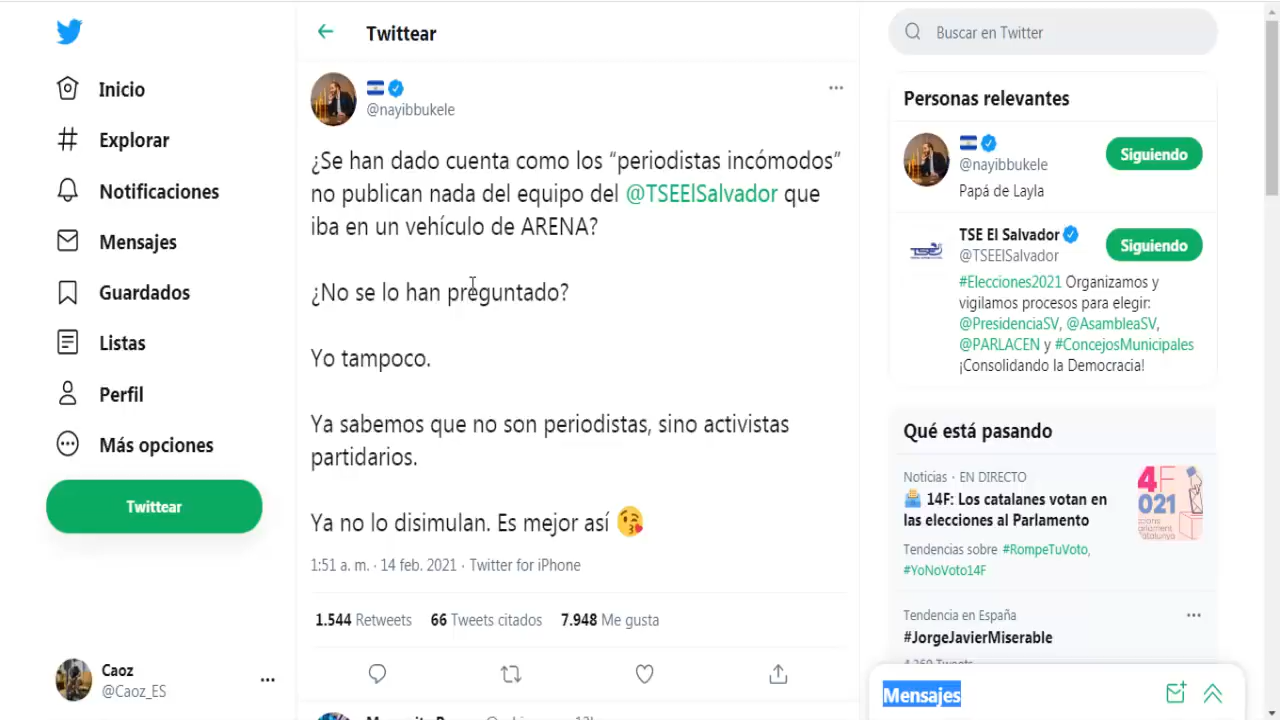 Inicio
Explorar
Notificaciones
Mensajes
Guardados
Listas
Perfil
Más opciones
Twittear
Caoz
@Caoz_ES
Twittear
@nayibbukele
¿Se han dado cuenta como los “periodistas incómodos”
no publican nada del equipo del @TSEElSalvador que
iba en un vehículo de ARENA?
¿No se lo han preguntado?
Yo tampoco.
Ya sabemos que no son periodistas, sino activistas
partidarios.
Ya no lo disimulan. Es mejor así 😘
1:51 a. m. · 14 feb. 2021 · Twitter for iPhone
1.544 Retweets 66 Tweets citados 7.948 Me gusta
Buscar en Twitter
Personas relevantes
@nayibbukele
Siguiendo
Papá de Layla
TSE El Salvador
@TSEElSalvador
Siguiendo
#Elecciones2021 Organizamos y
vigilamos procesos para elegir:
@PresidenciaSV, @AsambleaSV,
@PARLACEN y #ConcejosMunicipales
¡Consolidando la Democracia!
Qué está pasando
Noticias · EN DIRECTO
🗳️ 14F: Los catalanes votan en
las elecciones al Parlamento
4F
021
Tendencias sobre #RompeTuVoto,
#YoNoVoto14F
Tendencia en España
#JorgeJavierMiserable
Mensajes